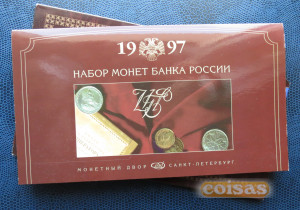 1997
НАБОР МОНЕТ БАНКА РОССИИ
МОНЕТНЫЙ ДВОР САНКТ-ПЕТЕРБУРГ
coisas